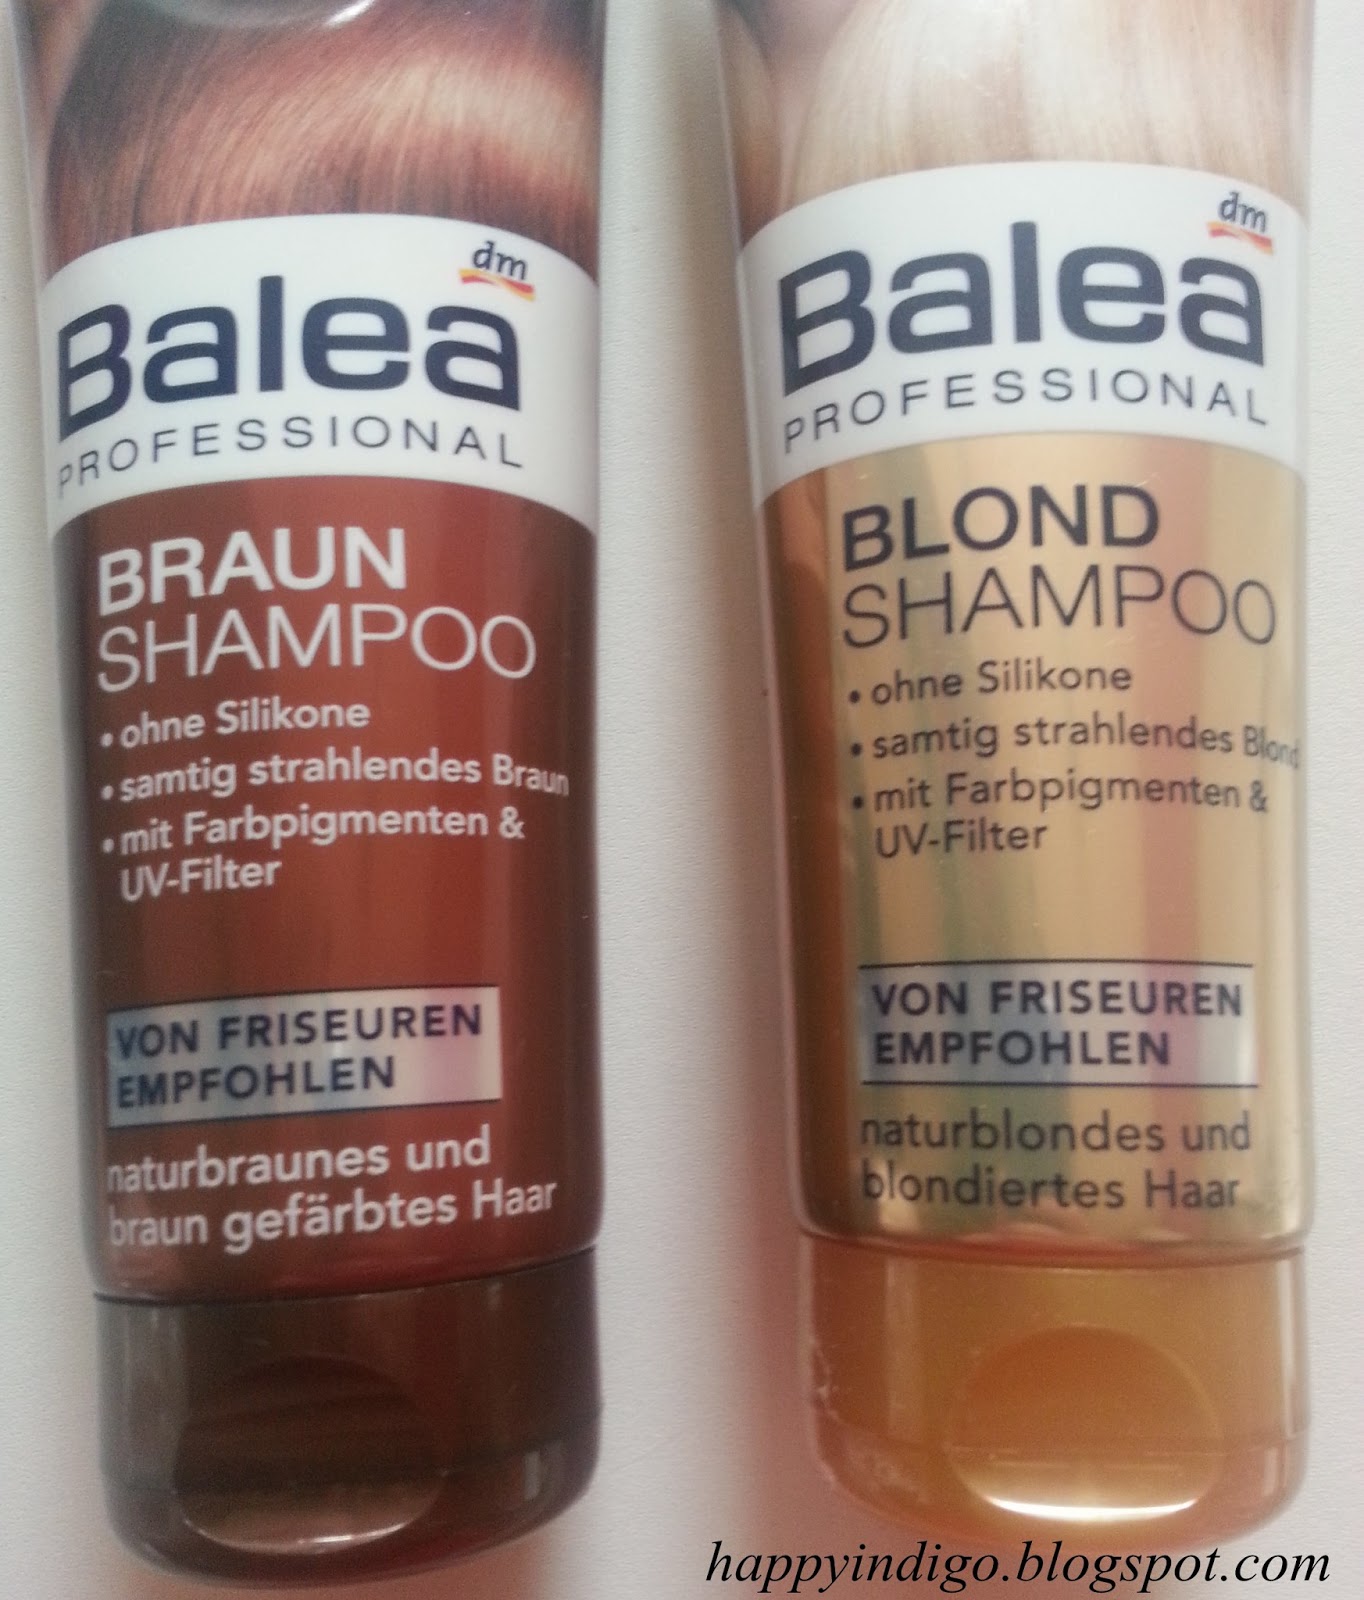 dm
Balea
PROFESSIONAL
BRAUN
SHAMPOO
• ohne Silikone
• samtig strahlendes Braun
• mit Farbpigmenten &
UV-Filter
VON FRISEUREN
EMPFOHLEN
naturbraunes und
braun gefärbtes Haar
dm
Balea
PROFESSIONAL
BLOND
SHAMPOO
• ohne Silikone
• samtig strahlendes Blond
• mit Farbpigmenten &
UV-Filter
VON FRISEUREN
EMPFOHLEN
naturblondes und
blondiertes Haar
happyindigo.blogspot.com